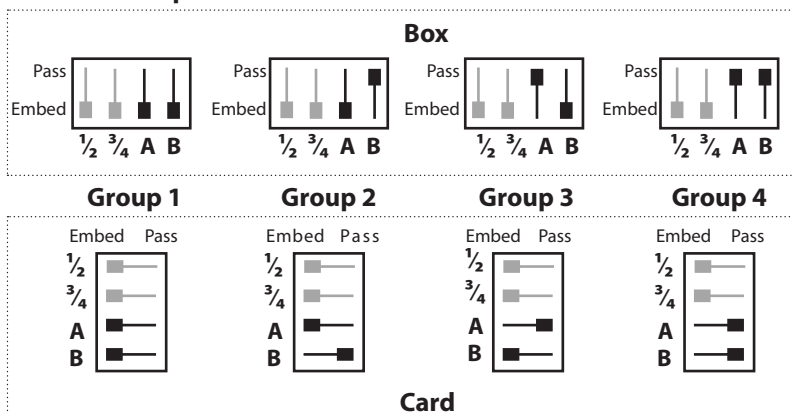 Box
Pass Pass Pass Pass
Embed Embed Embed Embed
½ ¾ A B ½ ¾ A B ½ ¾ A B ½ ¾ A B
Group 1 Group 2 Group 3 Group 4
Embed Pass Embed Pass Embed Pass Embed Pass
½ ½ ½ ½
¾ ¾ ¾ ¾
A A A A
B B B B
Card